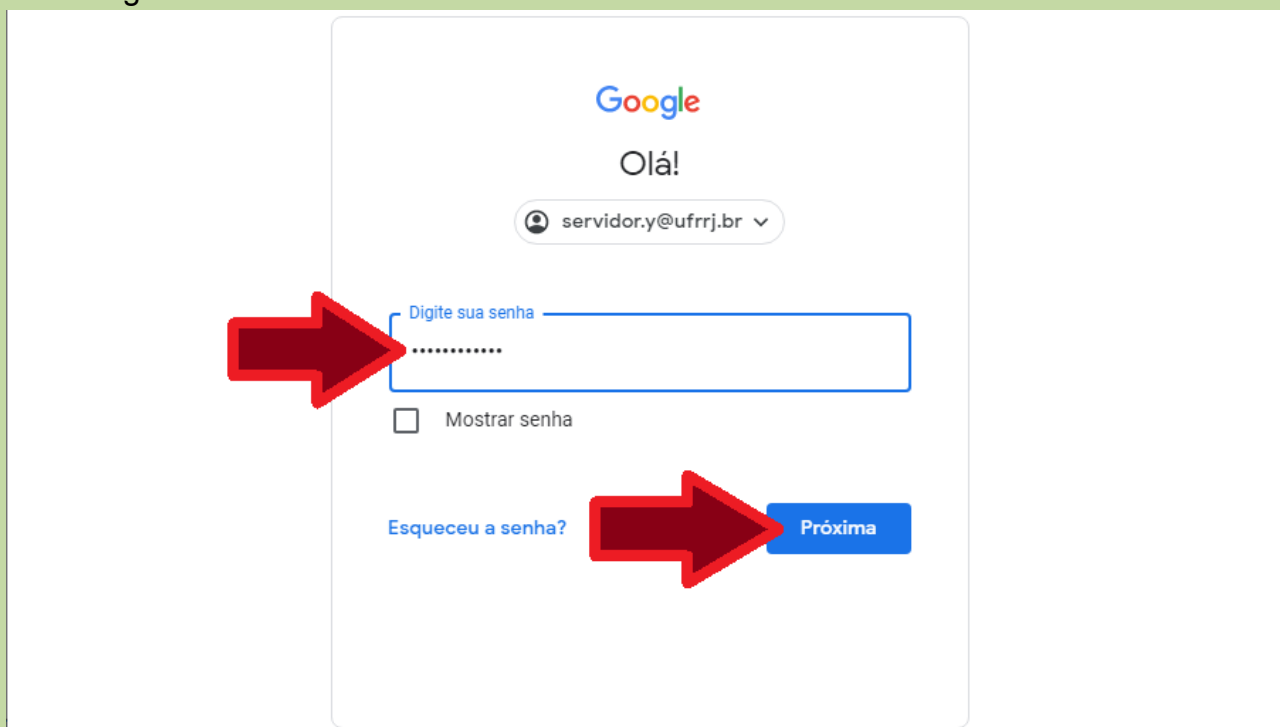 Google
Olá!
servidor.y@ufrrj.br
Digite sua senha
••••••••••••
Mostrar senha
Esqueceu a senha?
Próxima